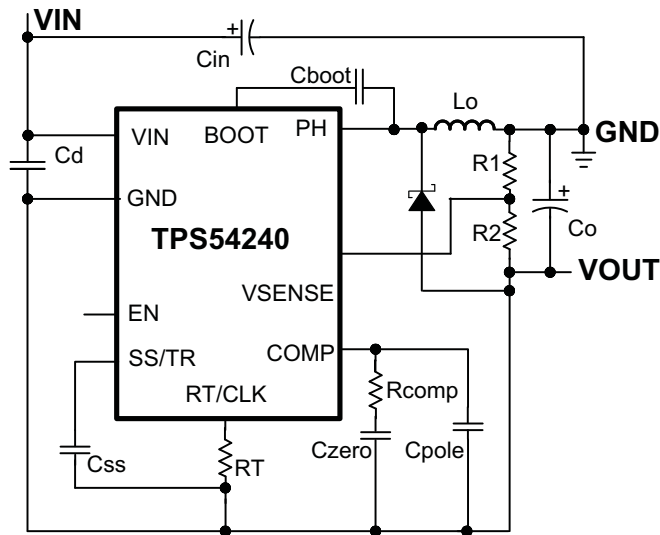 VIN
+
Cin
Cboot
Lo
VIN
BOOT
PH
GND
Cd
R1
GND
+
TPS54240
R2
Co
VOUT
VSENSE
EN
COMP
SS/TR
RT/CLK
Rcomp
Czero
Cpole
Css
RT